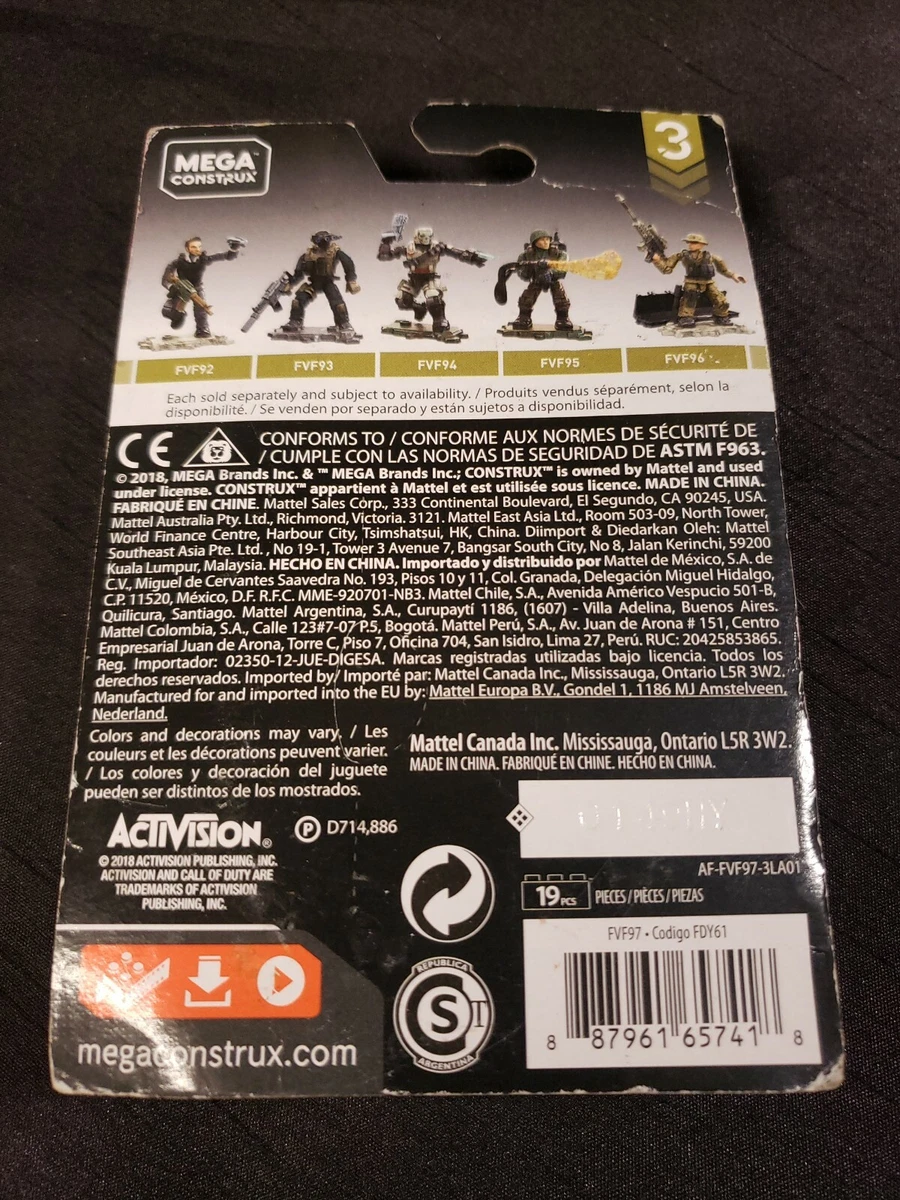 MEGA™
CONSTRUX™
3
FVF92
FVF93
FVF94
FVF95
FVF96
Each sold separately and subject to availability. / Produits vendus séparément, selon la
disponibilité. / Se venden por separado y están sujetos a disponibilidad.
CE
CONFORMS TO / CONFORME AUX NORMES DE SÉCURITÉ DE
/ CUMPLE CON LAS NORMAS DE SEGURIDAD DE ASTM F963.
© 2018, MEGA Brands Inc. & ™ MEGA Brands Inc.; CONSTRUX™ is owned by Mattel and used
under license. CONSTRUX™ appartient à Mattel et est utilisée sous licence. MADE IN CHINA.
FABRIQUÉ EN CHINE. Mattel Sales Corp., 333 Continental Boulevard, El Segundo, CA 90245, USA.
Mattel Australia Pty. Ltd., Richmond, Victoria. 3121. Mattel East Asia Ltd., Room 503-09, North Tower,
World Finance Centre, Harbour City, Tsimshatsui, HK, China. Diimport & Diedarkan Oleh: Mattel
Southeast Asia Pte. Ltd. , No 19-1, Tower 3 Avenue 7, Bangsar South City, No 8, Jalan Kerinchi, 59200
Kuala Lumpur, Malaysia. HECHO EN CHINA. Importado y distribuido por Mattel de México, S.A. de
C.V., Miguel de Cervantes Saavedra No. 193, Pisos 10 y 11, Col. Granada, Delegación Miguel Hidalgo,
C.P. 11520, México, D.F. R.F.C. MME-920701-NB3. Mattel Chile, S.A., Avenida Américo Vespucio 501-B,
Quilicura, Santiago. Mattel Argentina, S.A., Curupaytí 1186, (1607) - Villa Adelina, Buenos Aires.
Mattel Colombia, S.A., Calle 123#7-07 P.5, Bogotá. Mattel Perú, S.A., Av. Juan de Arona # 151, Centro
Empresarial Juan de Arona, Torre C, Piso 7, Oficina 704, San Isidro, Lima 27, Perú. RUC: 20425853865.
Reg. Importador: 02350-12-JUE-DIGESA. Marcas registradas utilizadas bajo licencia. Todos los
derechos reservados. Imported by/ Importé par: Mattel Canada Inc., Mississauga, Ontario L5R 3W2.
Manufactured for and imported into the EU by: Mattel Europa B.V., Gondel 1, 1186 MJ Amstelveen,
Nederland.
Colors and decorations may vary. / Les
couleurs et les décorations peuvent varier.
/ Los colores y decoración del juguete
pueden ser distintos de los mostrados.
Mattel Canada Inc. Mississauga, Ontario L5R 3W2.
MADE IN CHINA. FABRIQUÉ EN CHINE. HECHO EN CHINA.
ACTIVISION®
Ⓟ D714,886
© 2018 ACTIVISION PUBLISHING, INC.
ACTIVISION AND CALL OF DUTY ARE
TRADEMARKS OF ACTIVISION
PUBLISHING, INC.
AF-FVF97-3LA01
19 PCS PIECES / PIÈCES / PIEZAS
FVF97 • Codigo FDY61
8 87961 65741 8
REPUBLICA
S T
ARGENTINA
megaconstrux.com